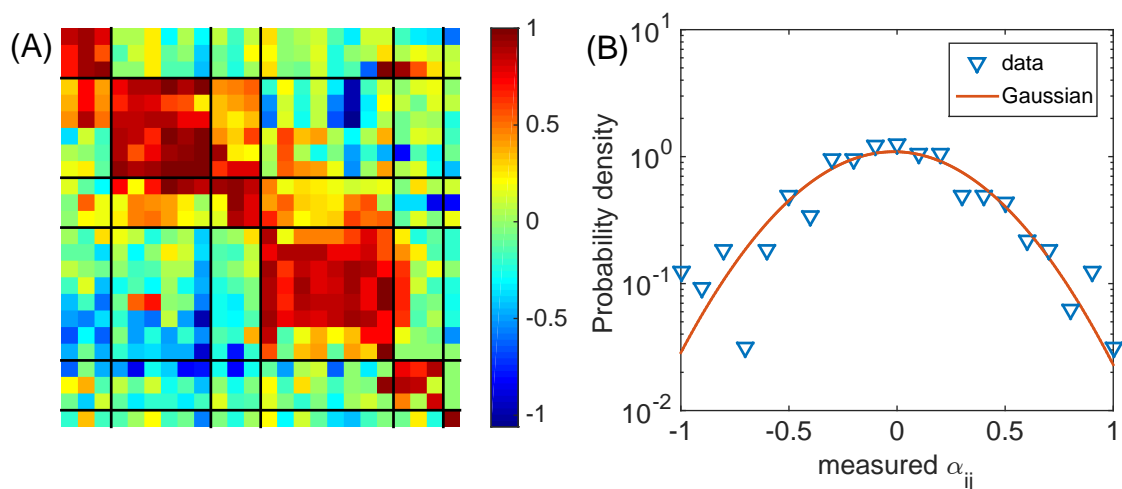 (A)
1
0.5
0
-0.5
-1
(B)
10^1
10^0
10^-1
10^-2
Probability density
data
Gaussian
-1 -0.5 0 0.5 1
measured α_ij